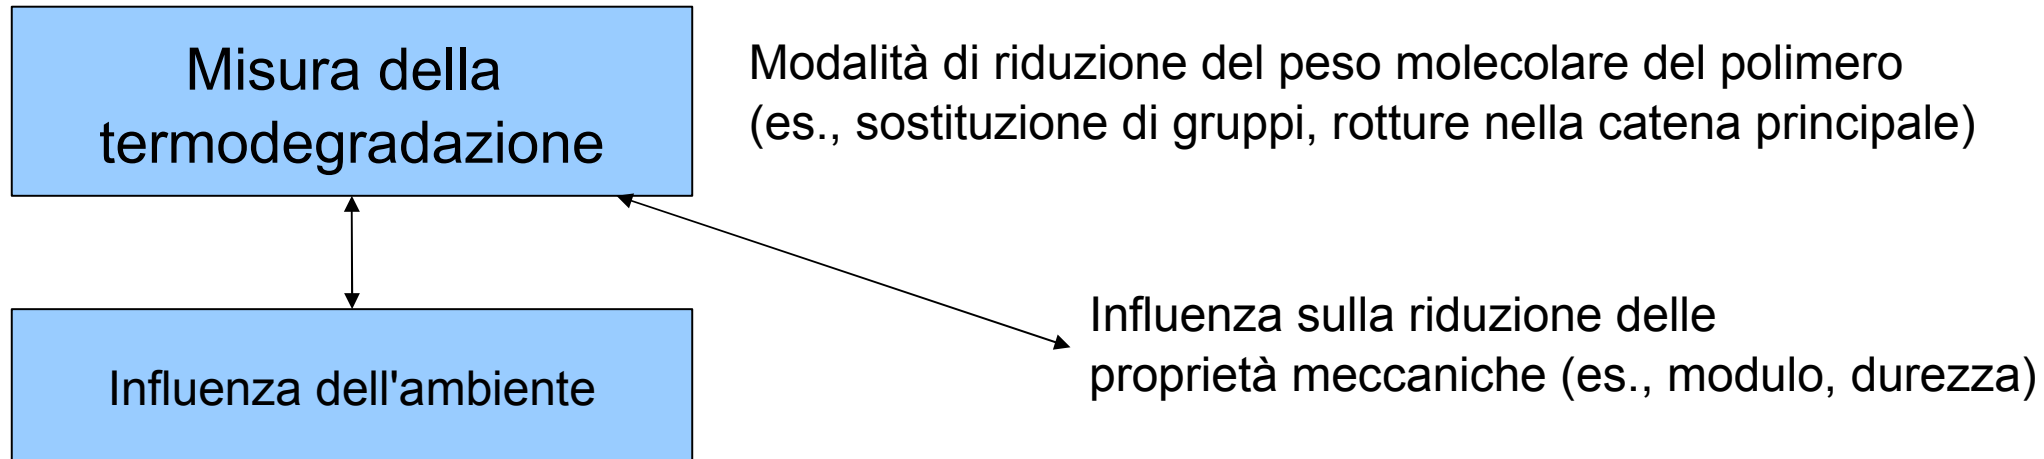 Misura della
termodegradazione
Modalità di riduzione del peso molecolare del polimero
(es., sostituzione di gruppi, rotture nella catena principale)
Influenza dell'ambiente
Influenza sulla riduzione delle
proprietà meccaniche (es., modulo, durezza)